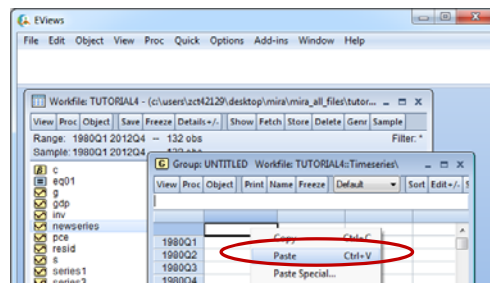 EViews
File Edit Object View Proc Quick Options Add-ins Window Help
Workfile: TUTORIAL4 - (c:\users\zct42129\desktop\mira\mira_all_files\tutor...
View Proc Object Save Freeze Details+/- Show Fetch Store Delete Genr Sample
Range: 1980Q1 2012Q4 -- 132 obs Filter: *
Sample: 1980Q1 2012Q4 -- 132 obs
Group: UNTITLED Workfile: TUTORIAL4::Timeseries\
View Proc Object Print Name Freeze Default Sort Edit+/-
c
eq01
g
gdp
inv
newseries
pce
resid
s
series1
series3
1980Q1
1980Q2
1980Q3
1980Q4
Copy Ctrl+C
Paste Ctrl+V
Paste Special...